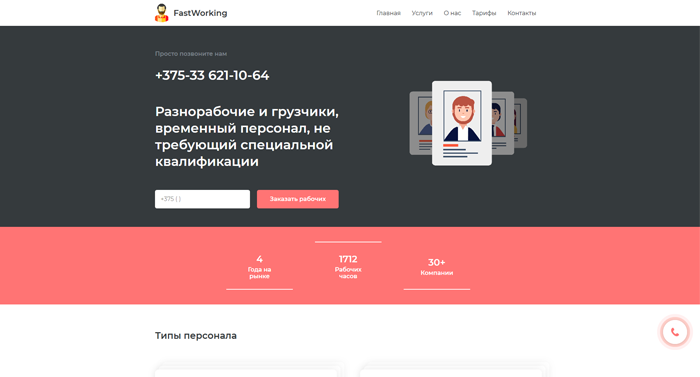 FastWorking
Главная Услуги О нас Тарифы Контакты
Просто позвоните нам
+375-33 621-10-64
Разнорабочие и грузчики,
временный персонал, не
требующий специальной
квалификации
+375 ( )
Заказать рабочих
4
Года на
рынке
1712
Рабочих
часов
30+
Компании
Типы персонала